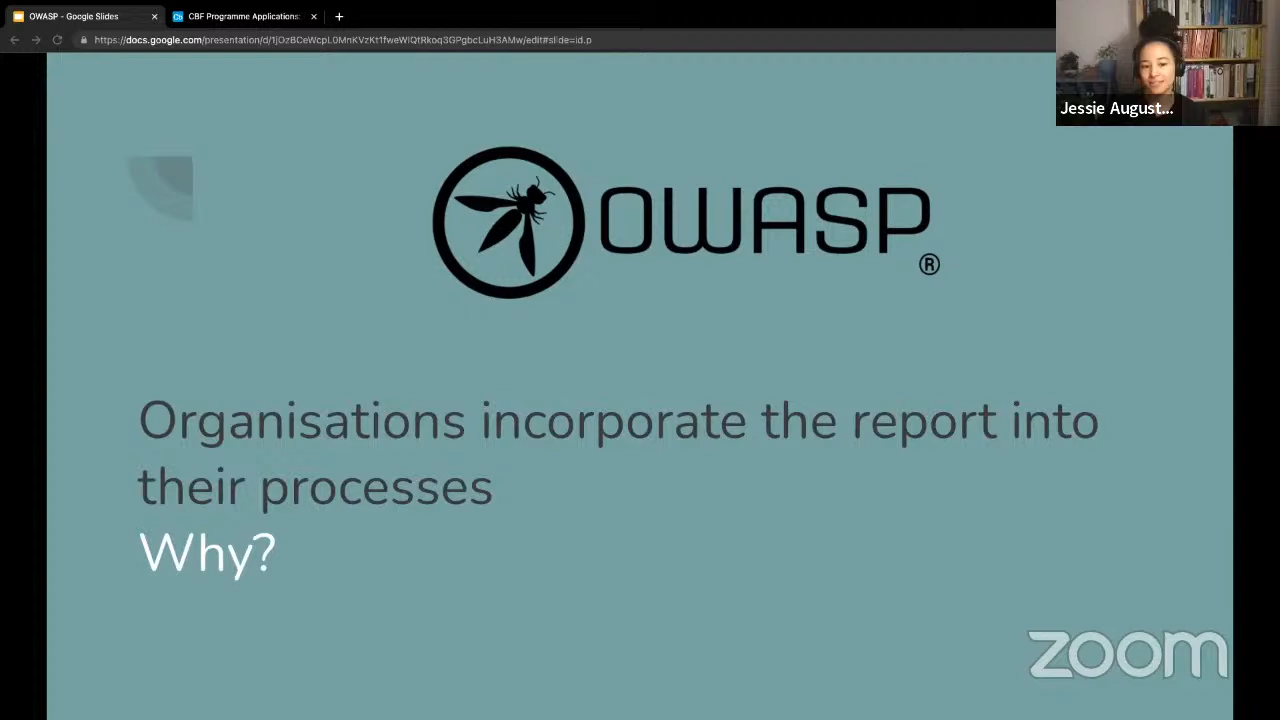 OWASP - Google Slides
CBF Programme Applications:
Jessie August...
OWASP
®
Organisations incorporate the report into
their processes
Why?
zoom